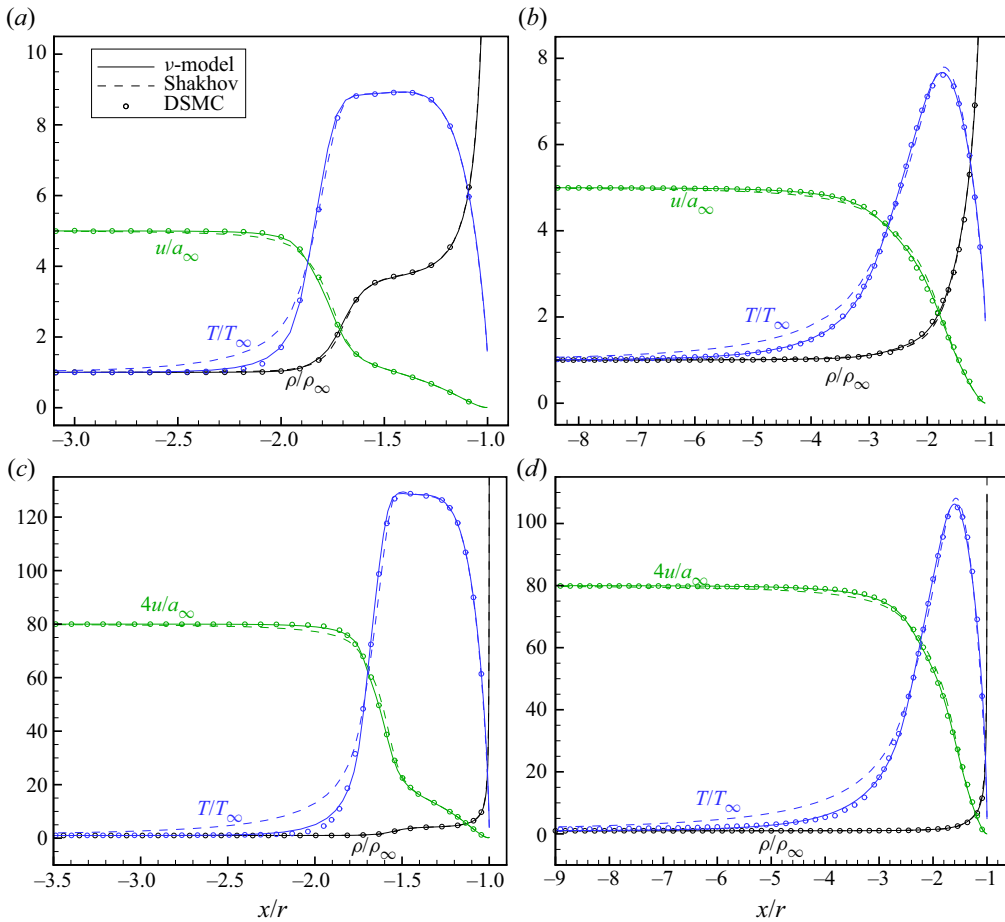 (a)
10
8
6
4
2
0
ν-model
Shakhov
DSMC
u/a∞
T/T∞
ρ/ρ∞
−3.0 −2.5 −2.0 −1.5 −1.0
(b)
8
6
4
2
0
u/a∞
T/T∞
ρ/ρ∞
−8 −7 −6 −5 −4 −3 −2 −1
(c)
120
100
80
60
40
20
0
4u/a∞
T/T∞
ρ/ρ∞
−3.5 −3.0 −2.5 −2.0 −1.5 −1.0
x/r
(d)
100
80
60
40
20
0
4u/a∞
T/T∞
ρ/ρ∞
−9 −8 −7 −6 −5 −4 −3 −2 −1
x/r